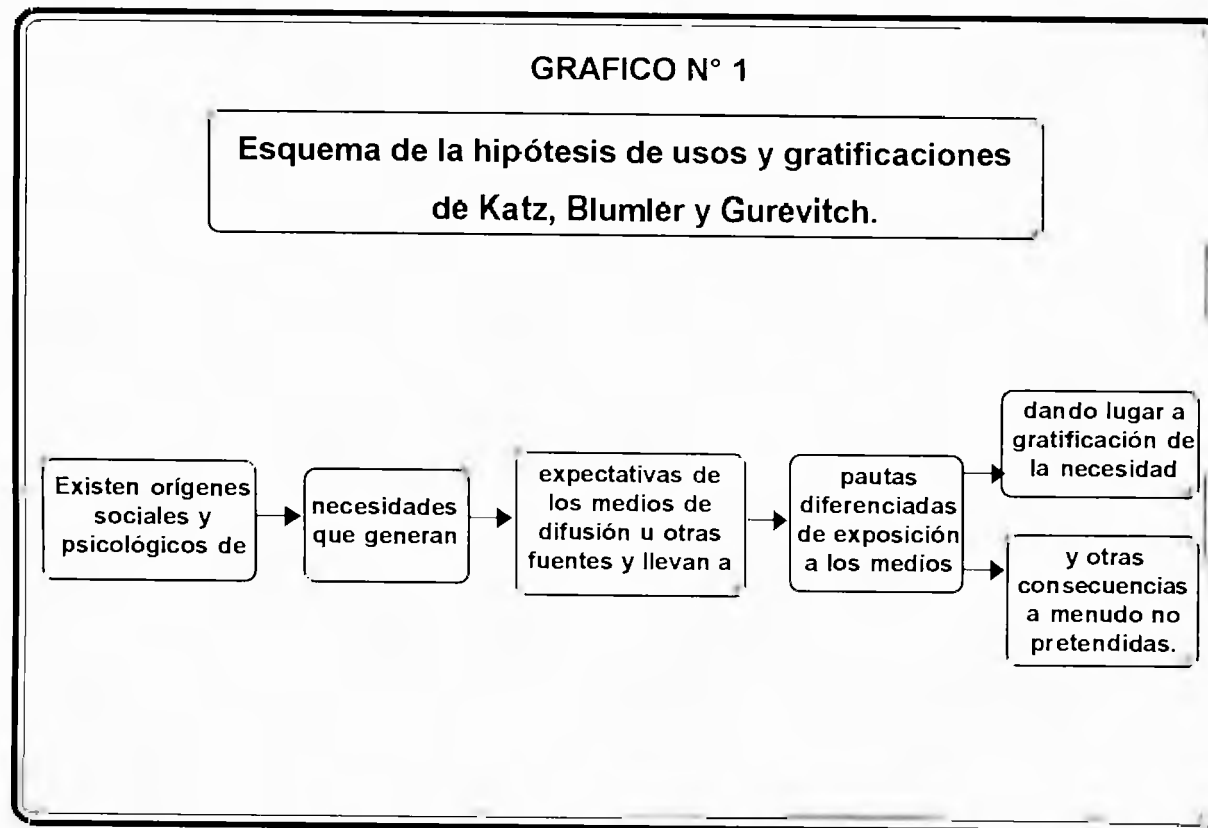 GRAFICO N° 1
Esquema de la hipótesis de usos y gratificaciones
de Katz, Blumler y Gurevitch.
Existen orígenes
sociales y
psicológicos de
necesidades
que generan
expectativas de
los medios de
difusión u otras
fuentes y llevan a
pautas
diferenciadas
de exposición
a los medios
dando lugar a
gratificación de
la necesidad
y otras
consecuencias
a menudo no
pretendidas.